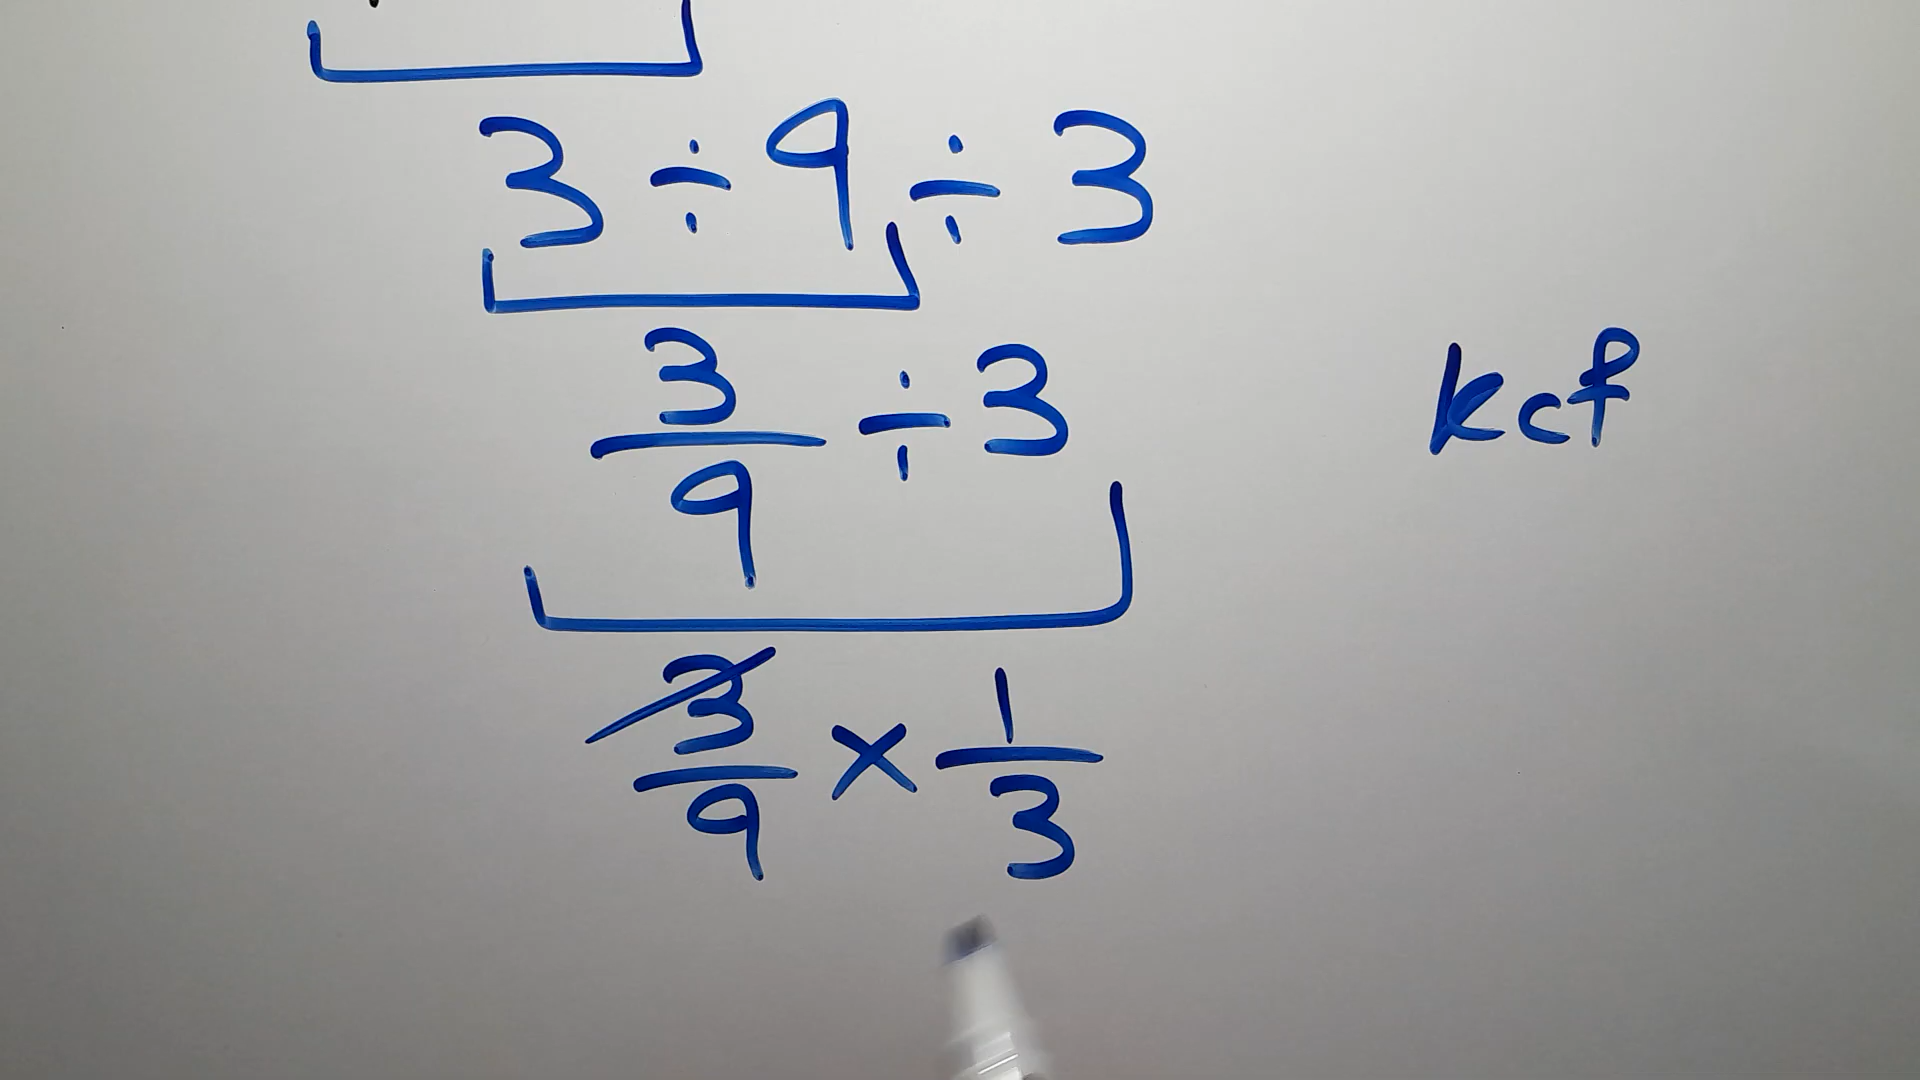 3 ÷ 9 ÷ 3
3/9 ÷ 3
kcf
3/9 × 1/3